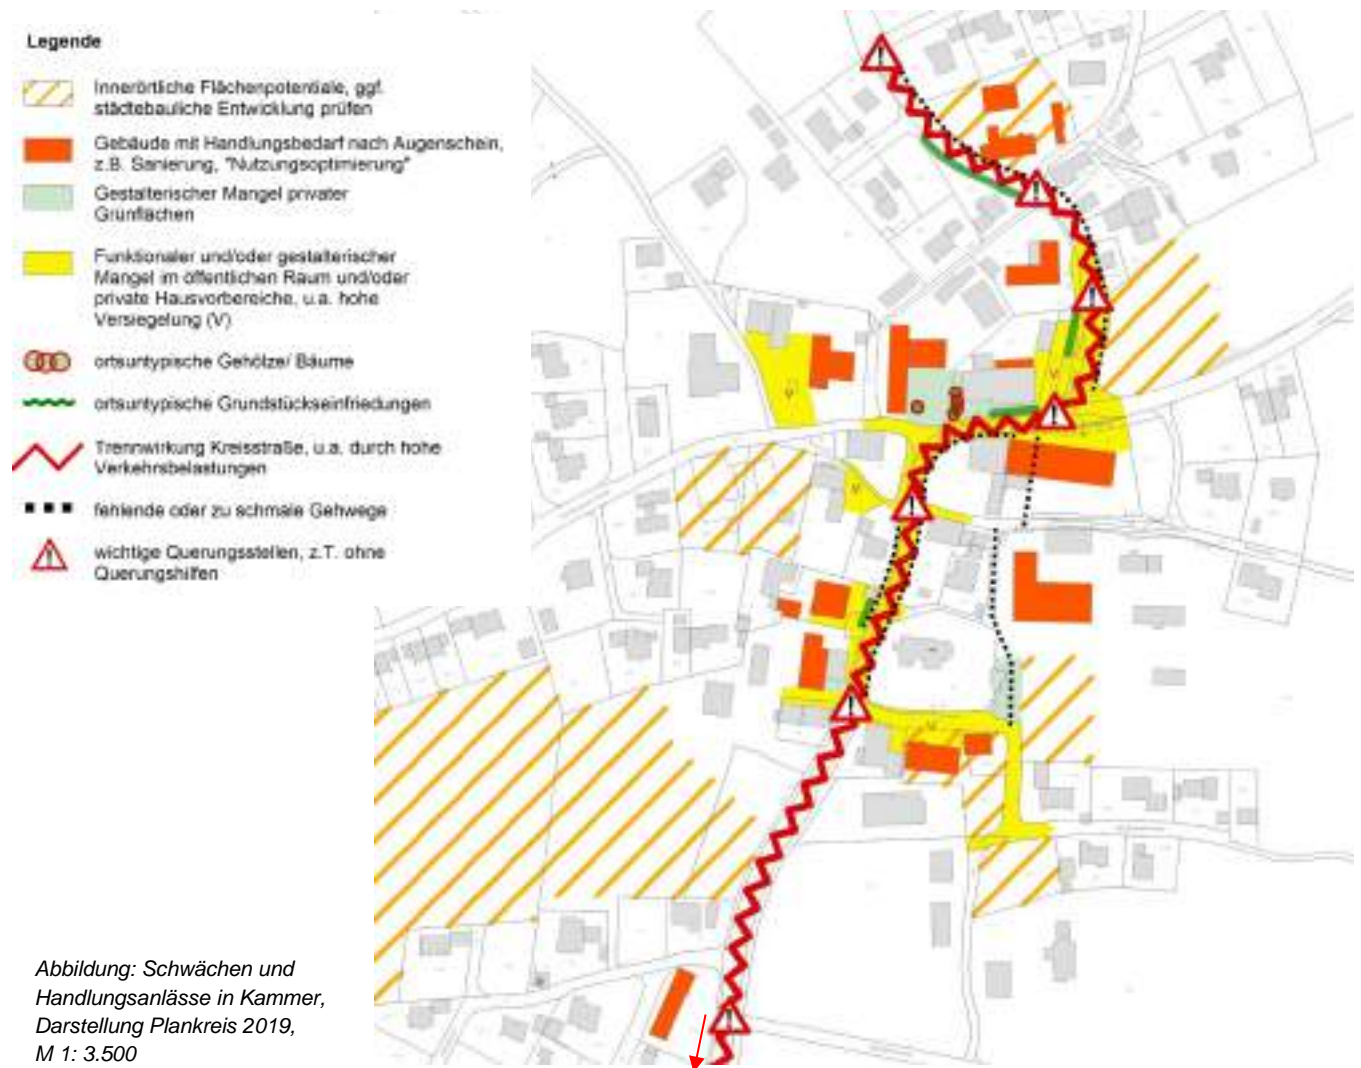 Legende
Innerörtliche Flächenpotentiale, ggf.
städtebauliche Entwicklung prüfen
Gebäude mit Handlungsbedarf nach Augenschein,
z.B. Sanierung, "Nutzungsoptimierung"
Gestalterischer Mangel privater
Grünflächen
Funktionaler und/oder gestalterischer
Mangel im öffentlichen Raum und/oder
private Hausvorbereiche, u.a. hohe
Versiegelung (V)
ortsuntypische Gehölze/ Bäume
ortsuntypische Grundstückseinfriedungen
Trennwirkung Kreisstraße, u.a. durch hohe
Verkehrsbelastungen
fehlende oder zu schmale Gehwege
wichtige Querungsstellen, z.T. ohne
Querungshilfen
V
V
V
V
Abbildung: Schwächen und
Handlungsanlässe in Kammer,
Darstellung Plankreis 2019,
M 1: 3.500